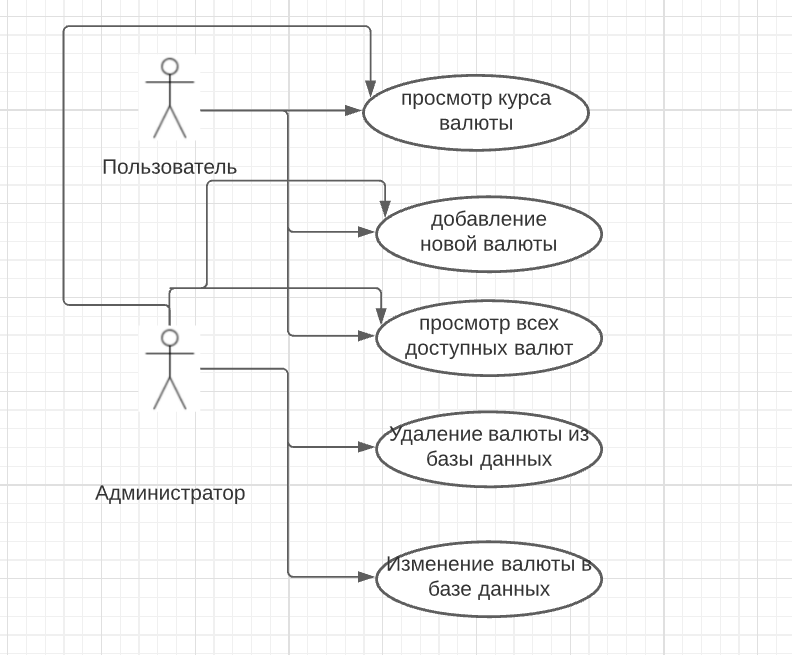 просмотр курса
валюты
Пользователь
добавление
новой валюты
просмотр всех
доступных валют
Удаление валюты из
базы данных
Администратор
Изменение валюты в
базе данных